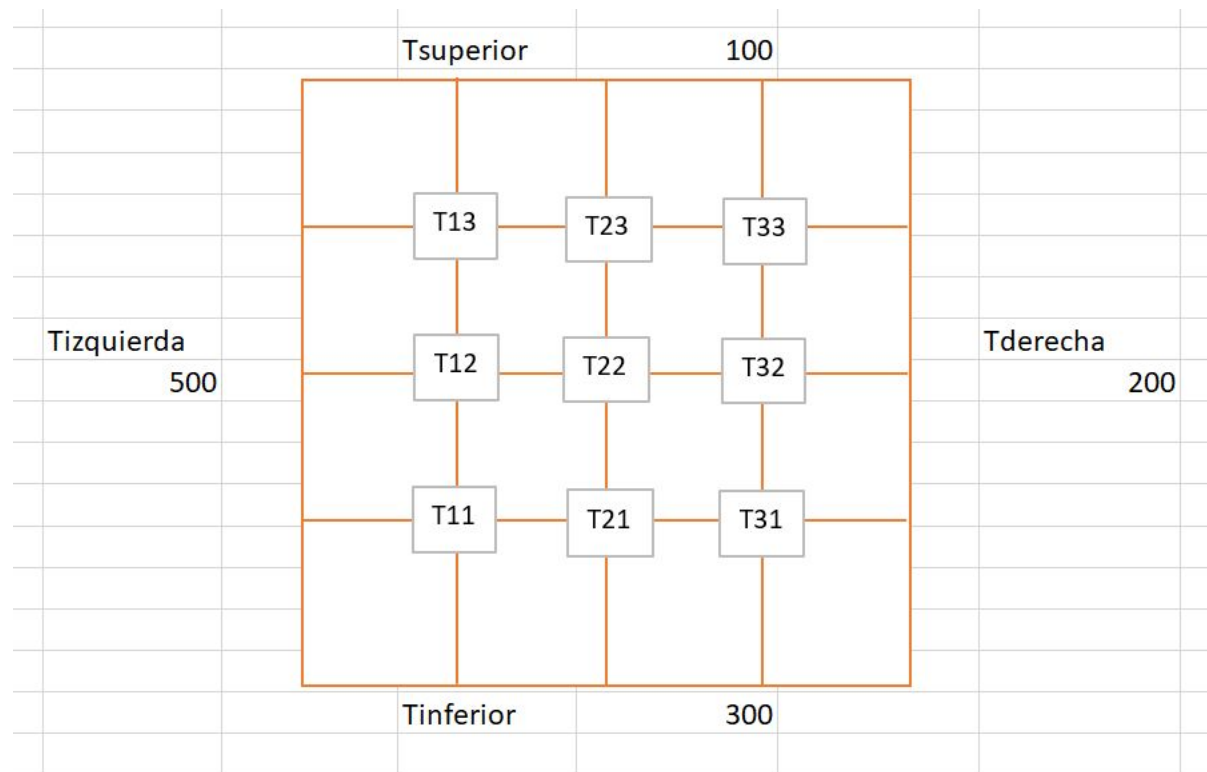 Tsuperior 100
T13 T23 T33
Tizquierda Tderecha
T12 T22 T32
500 200
T11 T21 T31
Tinferior 300